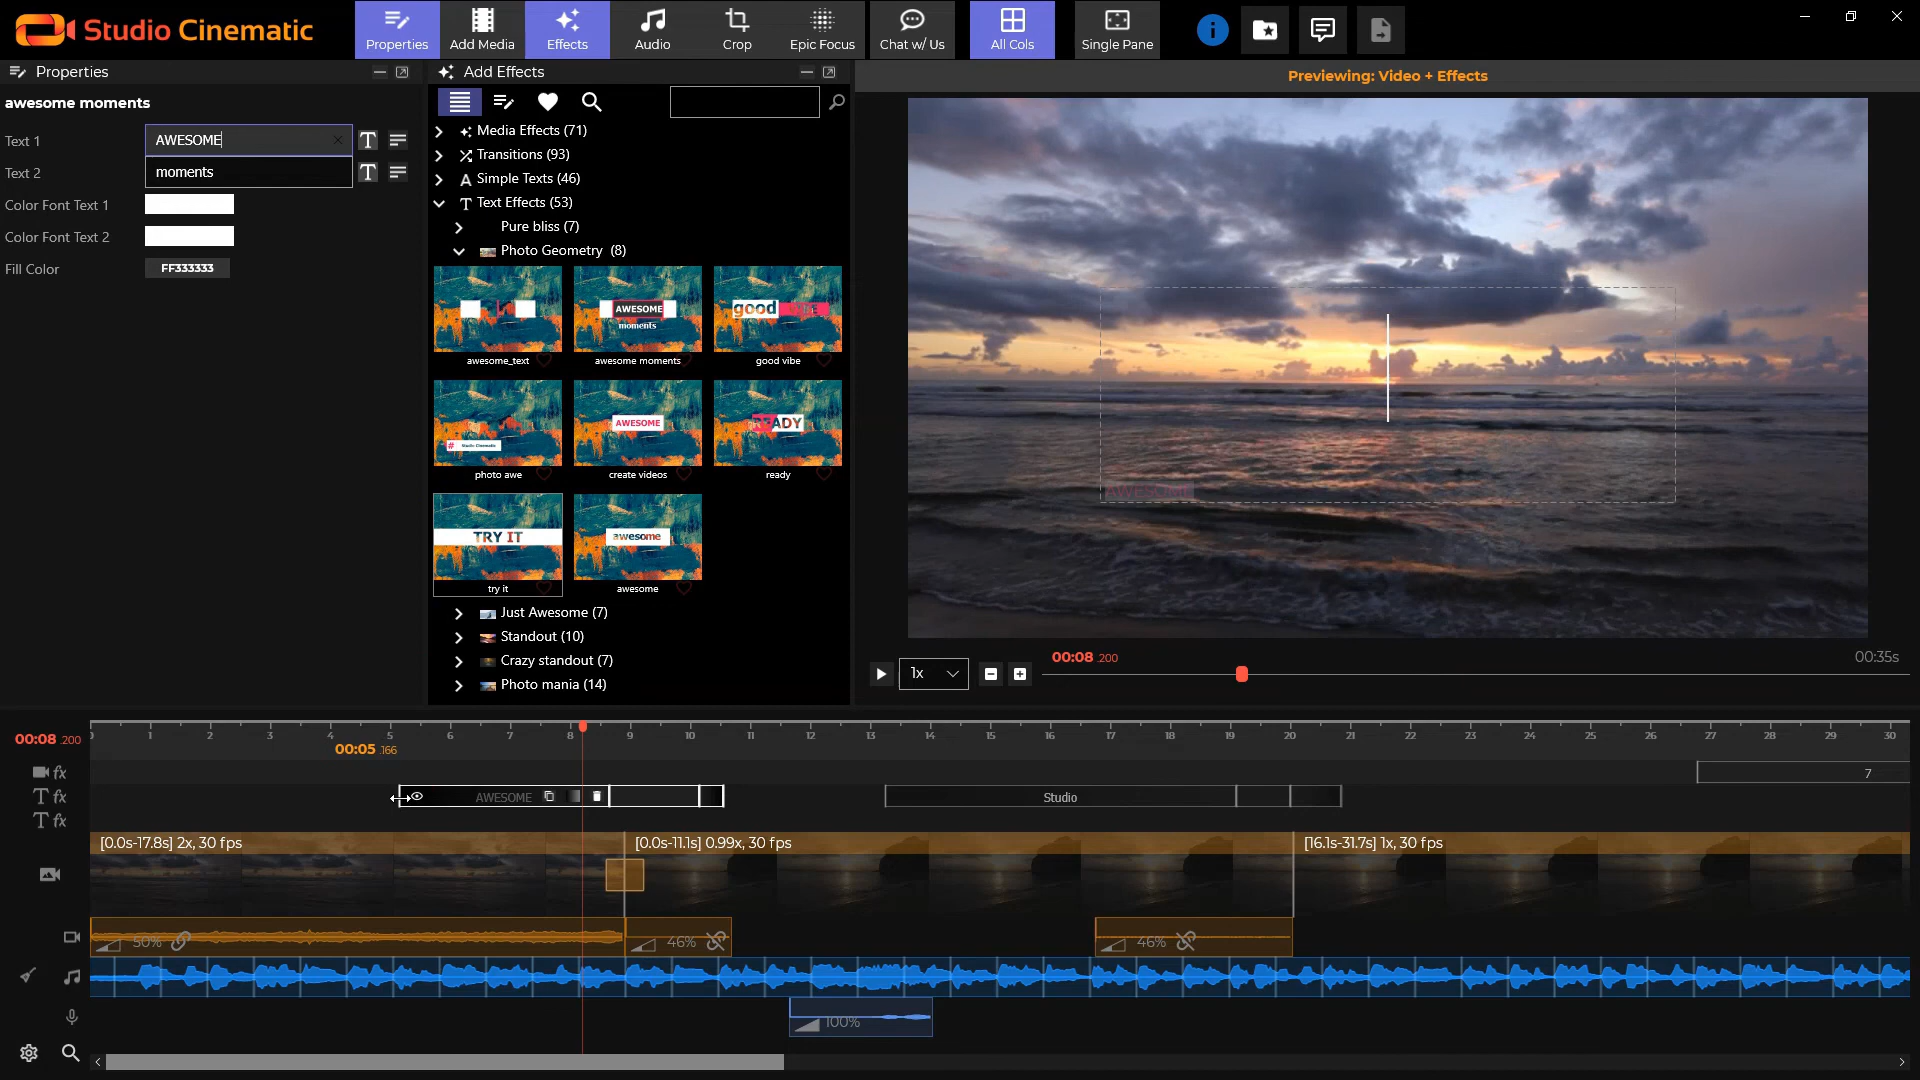 Studio Cinematic
Properties
Add Media
Effects
Audio
Crop
Epic Focus
Chat w/ Us
All Cols
Single Pane
Properties
Add Effects
Previewing: Video + Effects
awesome moments
Text 1
AWESOME
Text 2
moments
Color Font Text 1
Color Font Text 2
Fill Color
FF333333
Media Effects (71)
Transitions (93)
Simple Texts (46)
Text Effects (53)
Pure bliss (7)
Photo Geometry (8)
AWESOME
moments
good
awesome_text
awesome moments
good vibe
# Studio Cinematic
AWESOME
READY
photo awe
create videos
ready
TRY IT
awesome
try it
awesome
Just Awesome (7)
Standout (10)
Crazy standout (7)
Photo mania (14)
AWESOME
1x
00:08 .200
00:35s
00:08 .200
0 1 2 3 4 5 6 7 8 9 10 11 12 13 14 15 16 17 18 19 20 21 22 23 24 25 26 27 28 29 30
00:05 .166
fx
7
T fx
AWESOME
Studio
T fx
[0.0s-17.8s] 2x, 30 fps
[0.0s-11.1s] 0.99x, 30 fps
[16.1s-31.7s] 1x, 30 fps
50%
46%
46%
100%